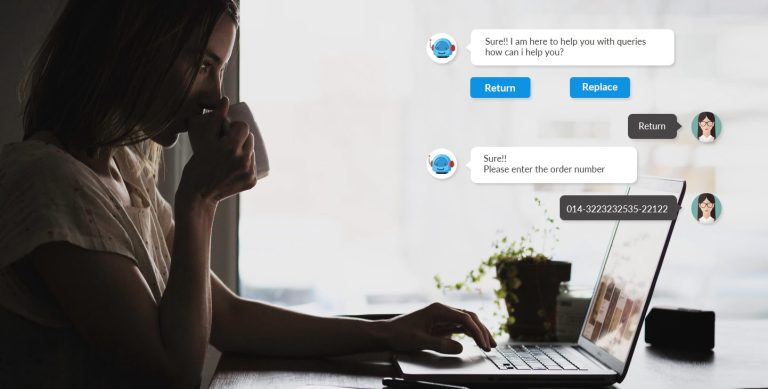 Sure!! I am here to help you with queries
how can i help you?
Return
Replace
Return
Sure!!
Please enter the order number
014-3223232535-22122